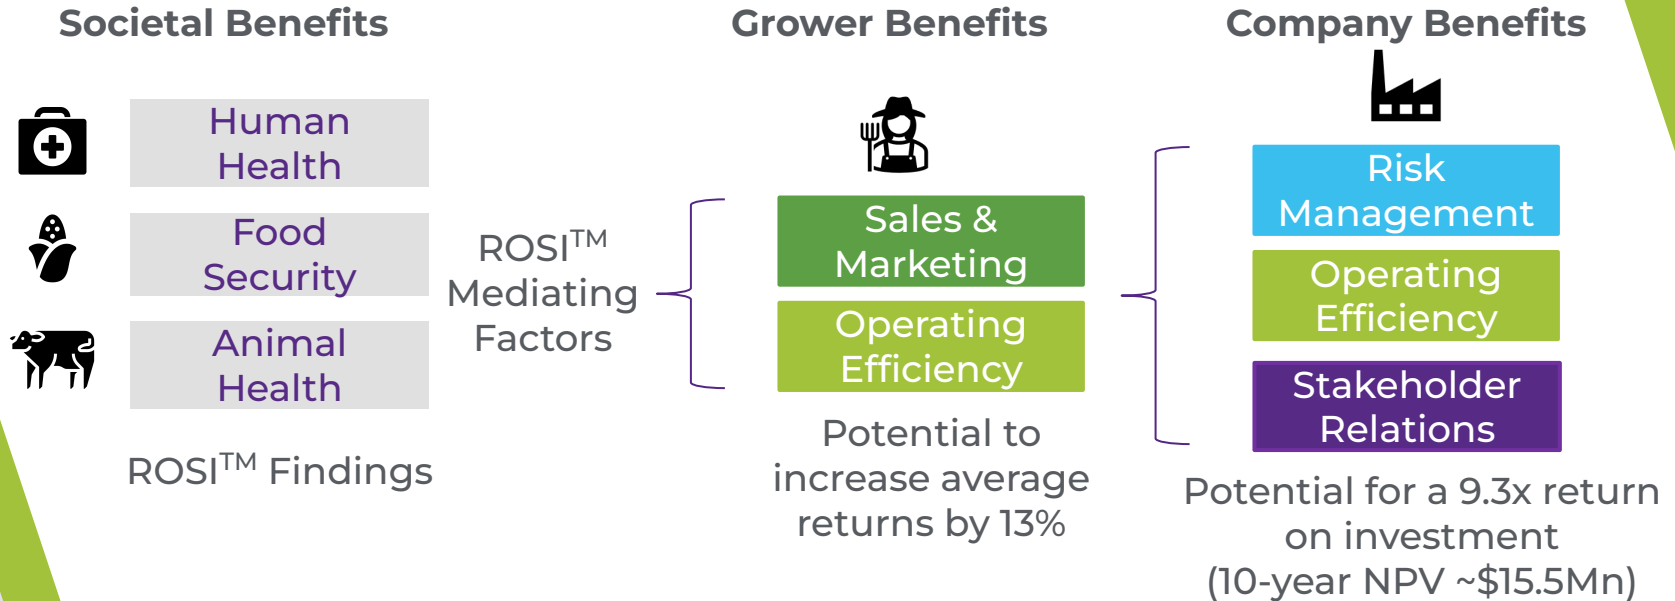 Societal Benefits
Human
Health
Food
Security
Animal
Health
ROSI™ Findings
ROSI™
Mediating
Factors
Grower Benefits
Sales &
Marketing
Operating
Efficiency
Potential to
increase average
returns by 13%
Company Benefits
Risk
Management
Operating
Efficiency
Stakeholder
Relations
Potential for a 9.3x return
on investment
(10-year NPV ~$15.5Mn)